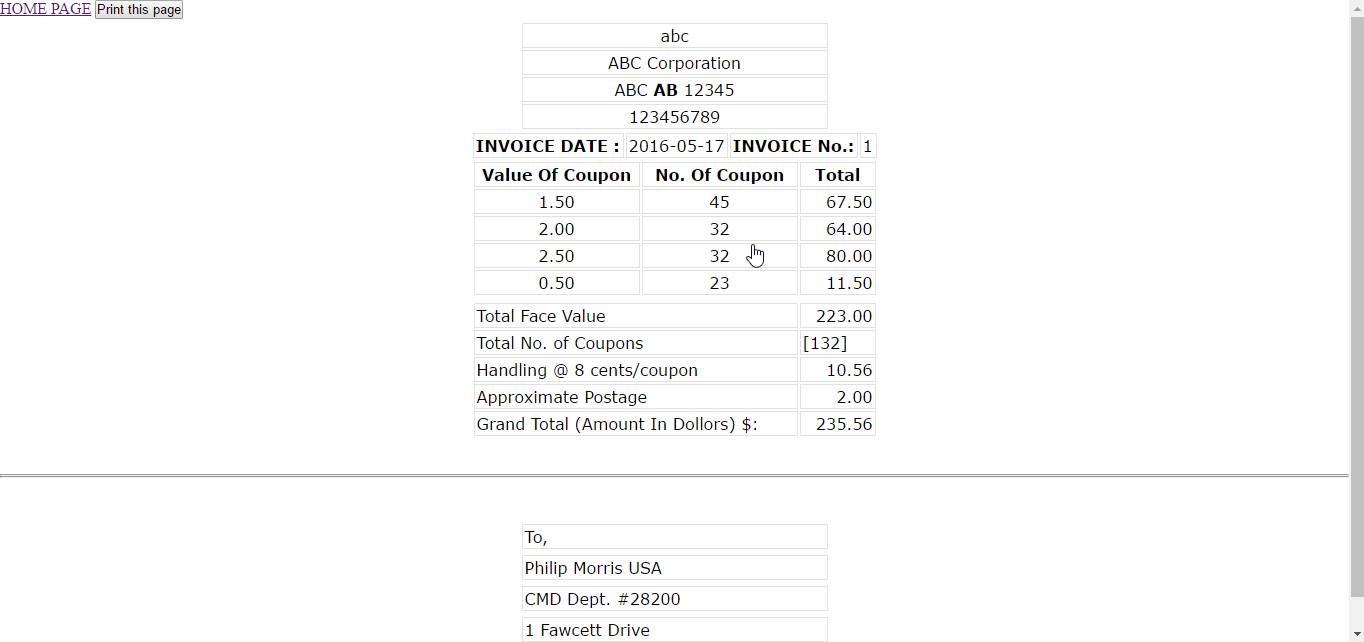 HOME PAGE Print this page
abc
ABC Corporation
ABC AB 12345
123456789
INVOICE DATE : 2016-05-17 INVOICE No.: 1
Value Of Coupon No. Of Coupon Total
1.50 45 67.50
2.00 32 64.00
2.50 32 80.00
0.50 23 11.50
Total Face Value 223.00
Total No. of Coupons [132]
Handling @ 8 cents/coupon 10.56
Approximate Postage 2.00
Grand Total (Amount In Dollors) $: 235.56
To,
Philip Morris USA
CMD Dept. #28200
1 Fawcett Drive